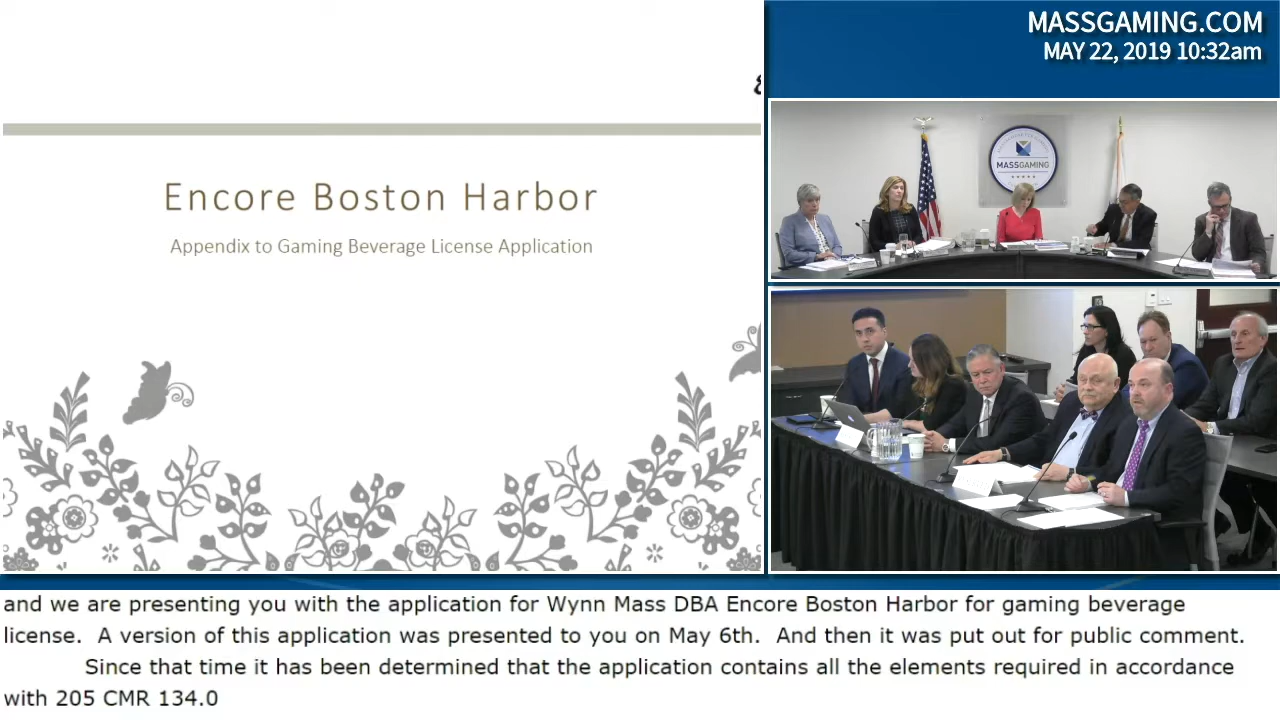 MASSGAMING.COM
MAY 22, 2019 10:32am
Encore Boston Harbor
Appendix to Gaming Beverage License Application
MASSGAMING
and we are presenting you with the application for Wynn Mass DBA Encore Boston Harbor for gaming beverage
license.  A version of this application was presented to you on May 6th.  And then it was put out for public comment.
Since that time it has been determined that the application contains all the elements required in accordance
with 205 CMR 134.0